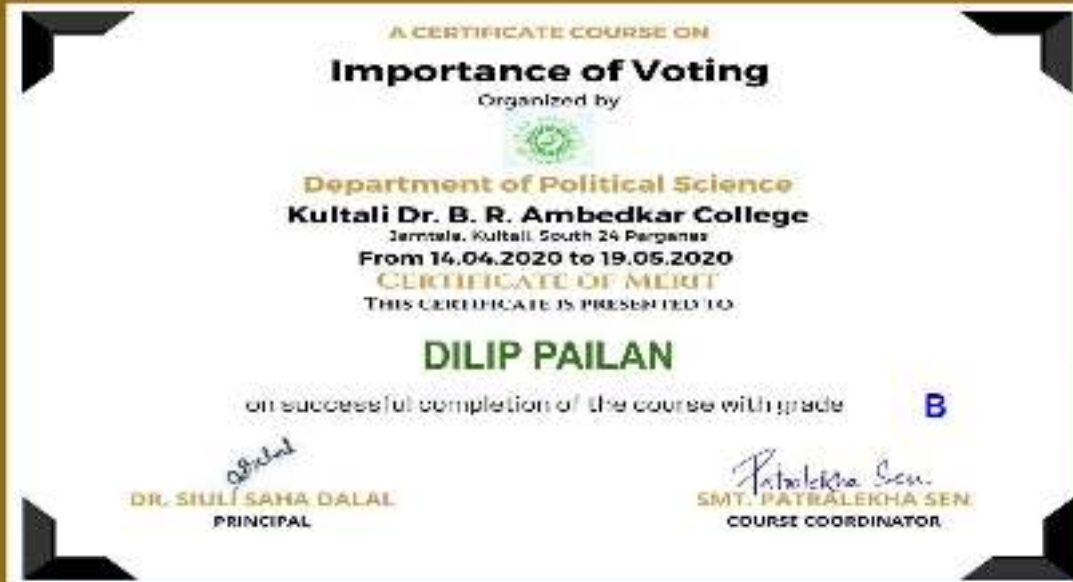 A CERTIFICATE COURSE ON
Importance of Voting
Organized by
Department of Political Science
Kultali Dr. B. R. Ambedkar College
Jamtala, Kultali, South 24 Parganas
From 14.04.2020 to 19.05.2020
CERTIFICATE OF MERIT
THIS CERTIFICATE IS PRESENTED TO
DILIP PAILAN
on successful completion of the course with grade B
Patralekha Sen.
DR. SIULI SAHA DALAL
SMT. PATRALEKHA SEN
PRINCIPAL
COURSE COORDINATOR